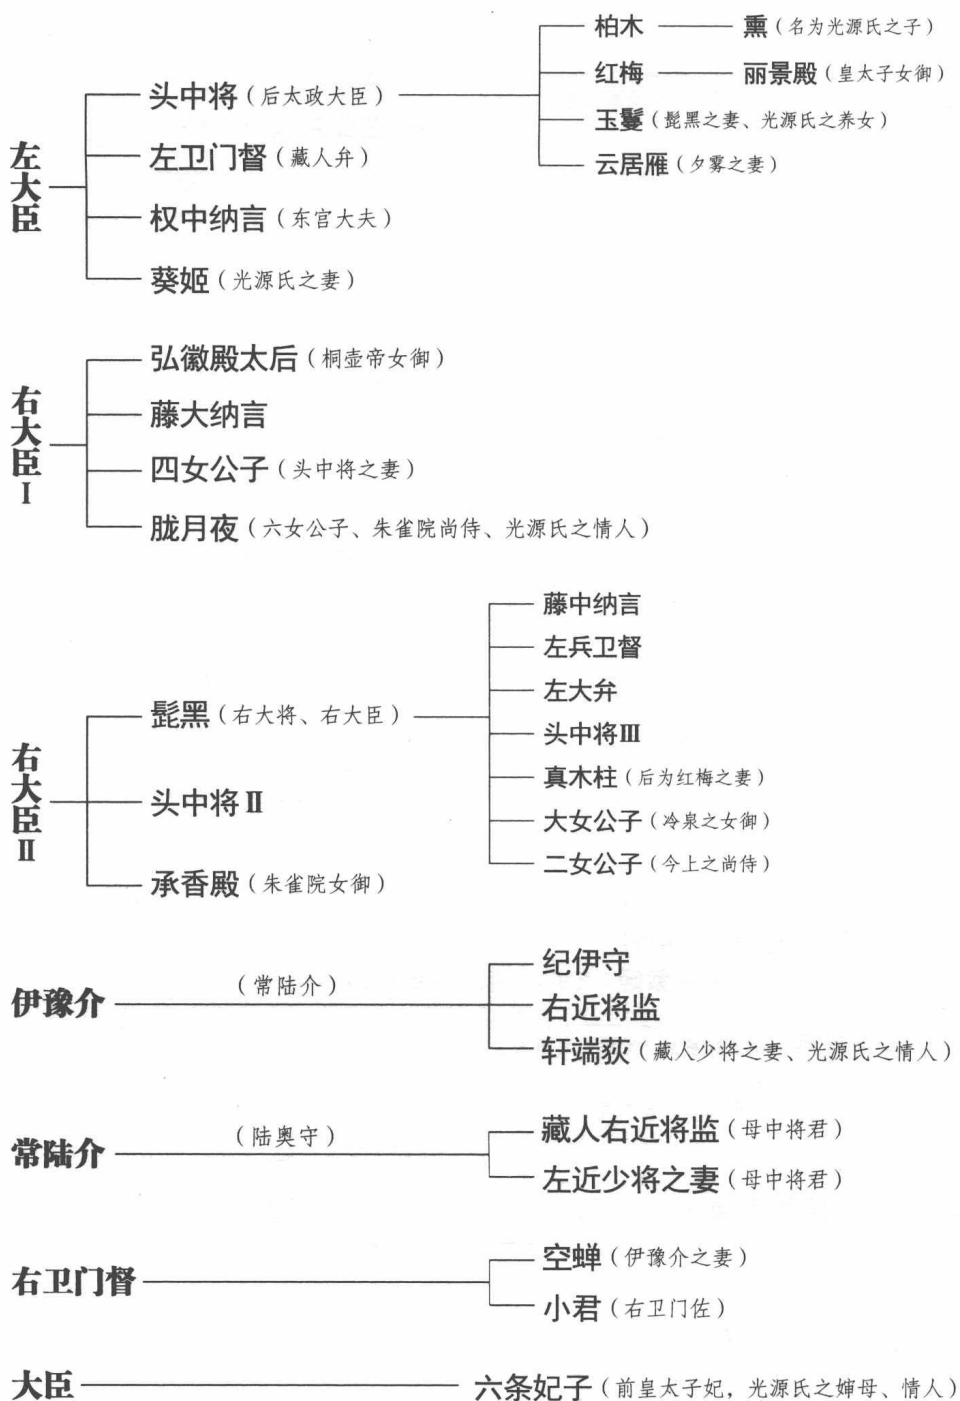 左大臣
头中将（后太政大臣）
柏木
熏（名为光源氏之子）
红梅
丽景殿（皇太子女御）
玉鬘（髭黑之妻、光源氏之养女）
云居雁（夕雾之妻）
左卫门督（藏人弁）
权中纳言（东宫大夫）
葵姬（光源氏之妻）
右大臣Ⅰ
弘徽殿太后（桐壶帝女御）
藤大纳言
四女公子（头中将之妻）
胧月夜（六女公子、朱雀院尚侍、光源氏之情人）
右大臣Ⅱ
髭黑（右大将、右大臣）
藤中纳言
左兵卫督
左大弁
头中将Ⅲ
真木柱（后为红梅之妻）
大女公子（冷泉之女御）
二女公子（今上之尚侍）
头中将Ⅱ
承香殿（朱雀院女御）
伊豫介
（常陆介）
纪伊守
右近将监
轩端荻（藏人少将之妻、光源氏之情人）
常陆介
（陆奥守）
藏人右近将监（母中将君）
左近少将之妻（母中将君）
右卫门督
空蝉（伊豫介之妻）
小君（右卫门佐）
大臣
六条妃子（前皇太子妃，光源氏之婶母、情人）